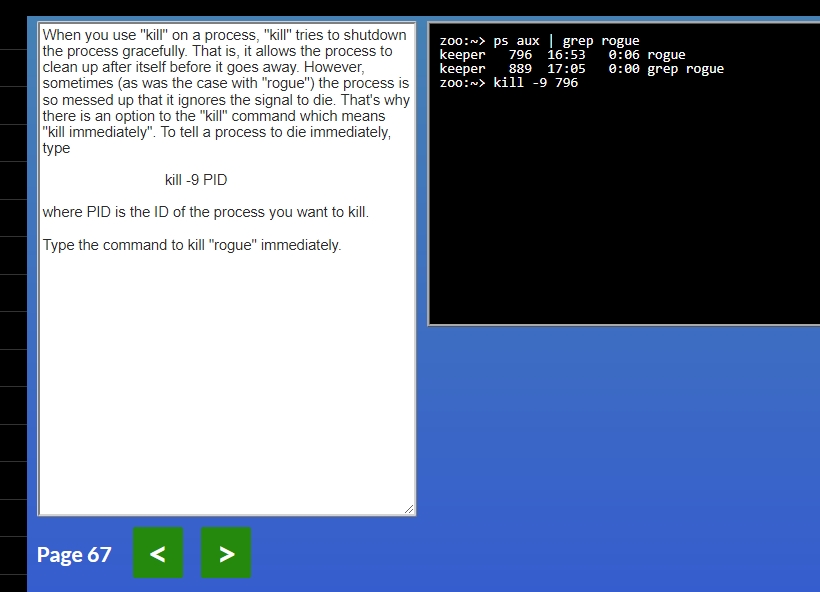 When you use "kill" on a process, "kill" tries to shutdown
the process gracefully. That is, it allows the process to
clean up after itself before it goes away. However,
sometimes (as was the case with "rogue") the process is
so messed up that it ignores the signal to die. That's why
there is an option to the "kill" command which means
"kill immediately". To tell a process to die immediately,
type
kill -9 PID
where PID is the ID of the process you want to kill.
Type the command to kill "rogue" immediately.
zoo:~> ps aux | grep rogue
keeper   796  16:53   0:06 rogue
keeper   889  17:05   0:00 grep rogue
zoo:~> kill -9 796
Page 67 < >